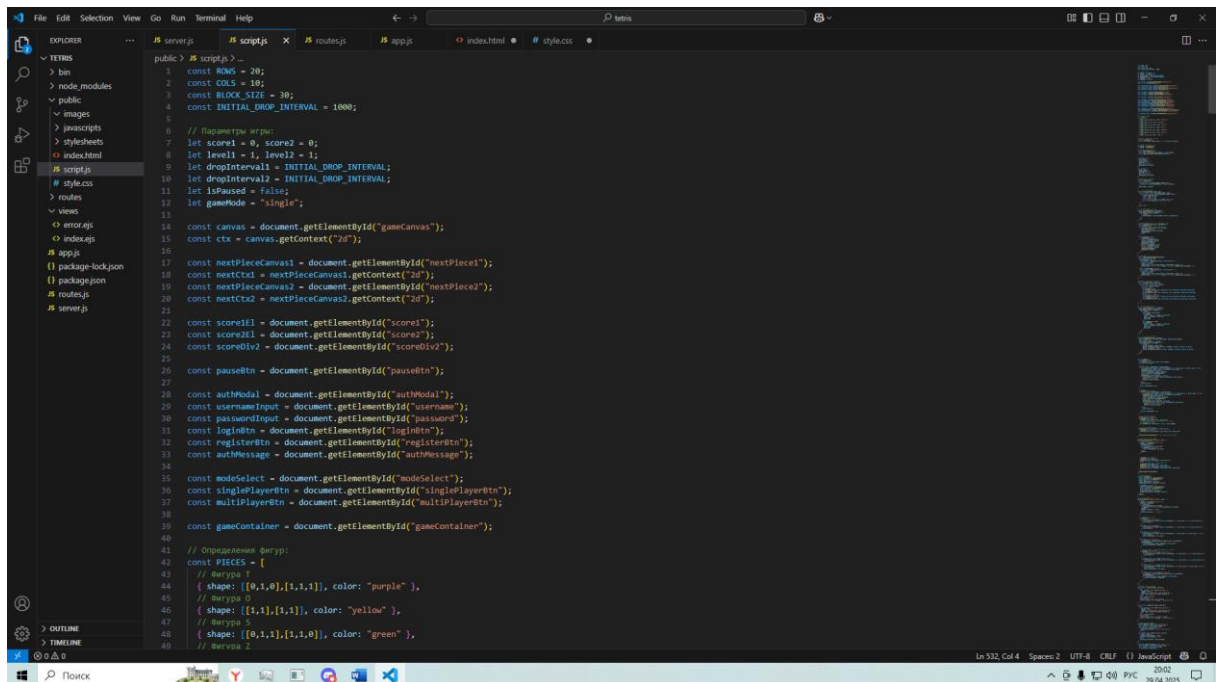 File Edit Selection View Go Run Terminal Help
tetris
EXPLORER
TETRIS
bin
node_modules
public
images
javascripts
stylesheets
index.html
JS script.js
# style.css
routes
views
error.ejs
index.ejs
JS app.js
{} package-lock.json
{} package.json
JS routes.js
JS server.js
OUTLINE
TIMELINE
JS server.js JS script.js JS routes.js JS app.js index.html # style.css
public > JS script.js > ...
1 const ROWS = 20;
2 const COLS = 10;
3 const BLOCK_SIZE = 30;
4 const INITIAL_DROP_INTERVAL = 1000;
5
6 // Параметры игры:
7 let score1 = 0, score2 = 0;
8 let level1 = 1, level2 = 1;
9 let dropInterval1 = INITIAL_DROP_INTERVAL;
10 let dropInterval2 = INITIAL_DROP_INTERVAL;
11 let isPaused = false;
12 let gameMode = "single";
13
14 const canvas = document.getElementById("gameCanvas");
15 const ctx = canvas.getContext("2d");
16
17 const nextPieceCanvas1 = document.getElementById("nextPiece1");
18 const nextCtx1 = nextPieceCanvas1.getContext("2d");
19 const nextPieceCanvas2 = document.getElementById("nextPiece2");
20 const nextCtx2 = nextPieceCanvas2.getContext("2d");
21
22 const score1El = document.getElementById("score1");
23 const score2El = document.getElementById("score2");
24 const scoreDiv2 = document.getElementById("scoreDiv2");
25
26 const pauseBtn = document.getElementById("pauseBtn");
27
28 const authModal = document.getElementById("authModal");
29 const usernameInput = document.getElementById("username");
30 const passwordInput = document.getElementById("password");
31 const loginBtn = document.getElementById("loginBtn");
32 const registerBtn = document.getElementById("registerBtn");
33 const authMessage = document.getElementById("authMessage");
34
35 const modeSelect = document.getElementById("modeSelect");
36 const singlePlayerBtn = document.getElementById("singlePlayerBtn");
37 const multiPlayerBtn = document.getElementById("multiPlayerBtn");
38
39 const gameContainer = document.getElementById("gameContainer");
40
41 // Определения фигур:
42 const PIECES = [
43 // Фигура T
44 { shape: [[0,1,0],[1,1,1]], color: "purple" },
45 // Фигура O
46 { shape: [[1,1],[1,1]], color: "yellow" },
47 // Фигура S
48 { shape: [[0,1,1],[1,1,0]], color: "green" },
49 // Фигура Z
0 0
Ln 532, Col 4 Spaces: 2 UTF-8 CRLF {} JavaScript
Поиск
РУС
20:02
29.04.2025